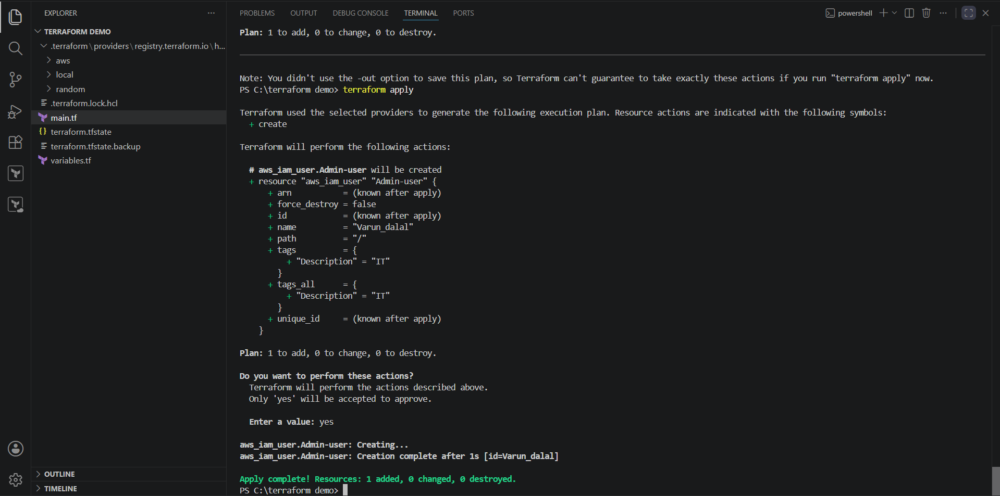 EXPLORER
TERRAFORM DEMO
.terraform\providers\registry.terraform.io\h...
aws
local
random
.terraform.lock.hcl
main.tf
terraform.tfstate
terraform.tfstate.backup
variables.tf
OUTLINE
TIMELINE
PROBLEMS OUTPUT DEBUG CONSOLE TERMINAL PORTS
powershell
Plan: 1 to add, 0 to change, 0 to destroy.
Note: You didn't use the -out option to save this plan, so Terraform can't guarantee to take exactly these actions if you run "terraform apply" now.
PS C:\terraform demo> terraform apply
Terraform used the selected providers to generate the following execution plan. Resource actions are indicated with the following symbols:
+ create
Terraform will perform the following actions:
# aws_iam_user.Admin-user will be created
+ resource "aws_iam_user" "Admin-user" {
+ arn = (known after apply)
+ force_destroy = false
+ id = (known after apply)
+ name = "Varun_dalal"
+ path = "/"
+ tags = {
+ "Description" = "IT"
}
+ tags_all = {
+ "Description" = "IT"
}
+ unique_id = (known after apply)
}
Plan: 1 to add, 0 to change, 0 to destroy.
Do you want to perform these actions?
Terraform will perform the actions described above.
Only 'yes' will be accepted to approve.
Enter a value: yes
aws_iam_user.Admin-user: Creating...
aws_iam_user.Admin-user: Creation complete after 1s [id=Varun_dalal]
Apply complete! Resources: 1 added, 0 changed, 0 destroyed.
PS C:\terraform demo>